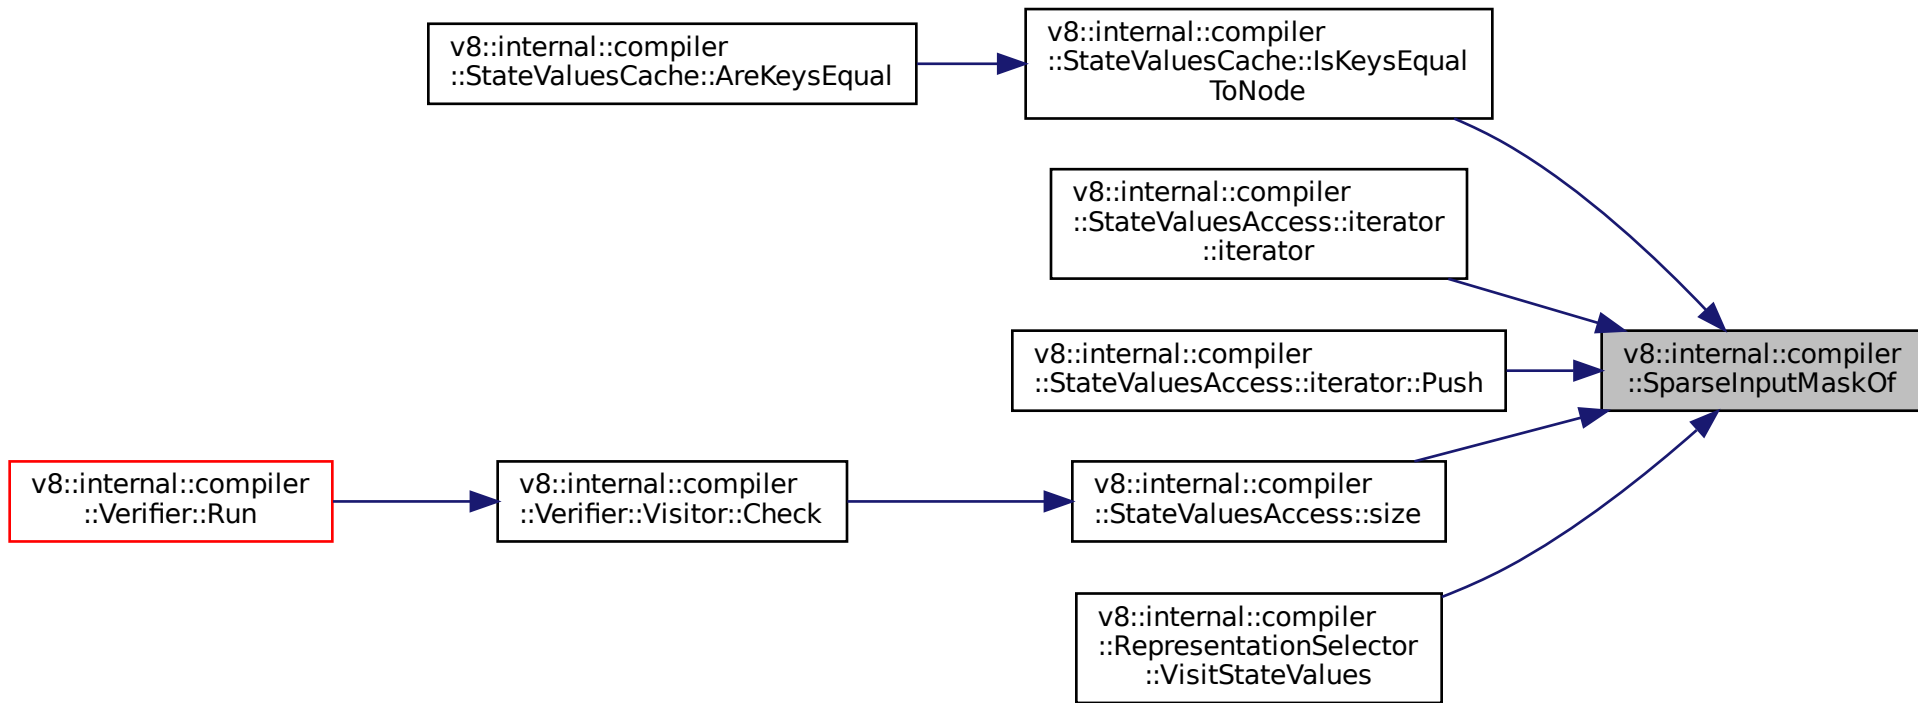 v8::internal::compiler
::StateValuesCache::AreKeysEqual
v8::internal::compiler
::StateValuesCache::IsKeysEqual
ToNode
v8::internal::compiler
::StateValuesAccess::iterator
::iterator
v8::internal::compiler
::StateValuesAccess::iterator::Push
v8::internal::compiler
::SparseInputMaskOf
v8::internal::compiler
::Verifier::Run
v8::internal::compiler
::Verifier::Visitor::Check
v8::internal::compiler
::StateValuesAccess::size
v8::internal::compiler
::RepresentationSelector
::VisitStateValues